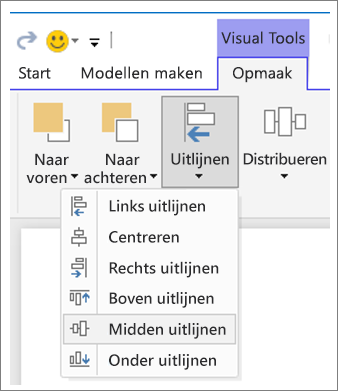 Visual Tools
Start Modellen maken Opmaak
Naar voren
Naar achteren
Uitlijnen
Distribueren
Links uitlijnen
Centreren
Rechts uitlijnen
Boven uitlijnen
Midden uitlijnen
Onder uitlijnen